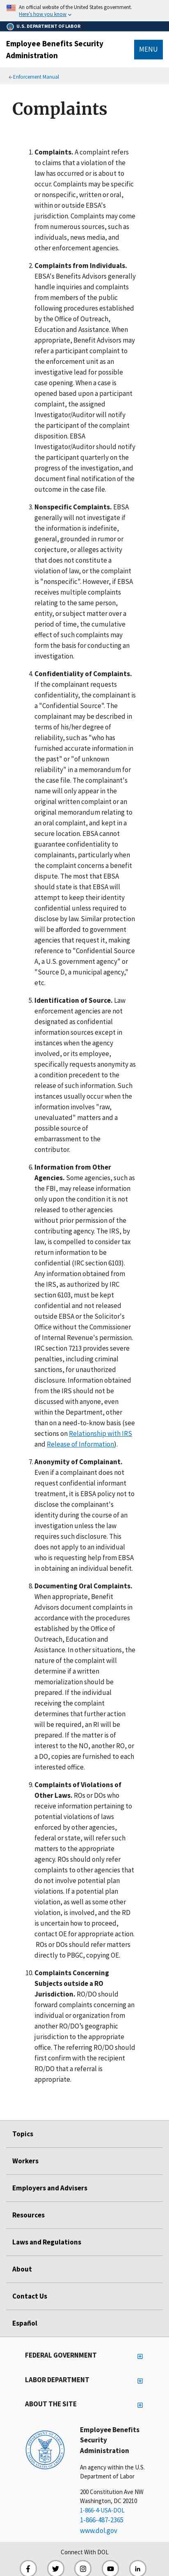 An official website of the United States government.
Here's how you know
U.S. DEPARTMENT OF LABOR
Employee Benefits Security
Administration
MENU
Enforcement Manual
Complaints
1. Complaints. A complaint refers
to claims that a violation of the
law has occurred or is about to
occur. Complaints may be specific
or nonspecific, written or oral,
within or outside EBSA's
jurisdiction. Complaints may come
from numerous sources, such as
individuals, news media, and
other enforcement agencies.
2. Complaints from Individuals.
EBSA's Benefits Advisors generally
handle inquiries and complaints
from members of the public
following procedures established
by the Office of Outreach,
Education and Assistance. When
appropriate, Benefit Advisors may
refer a participant complaint to
the enforcement unit as an
investigative lead for possible
case opening. When a case is
opened based upon a participant
complaint, the assigned
Investigator/Auditor will notify
the participant of the complaint
disposition. EBSA
Investigator/Auditor should notify
the participant quarterly on the
progress of the investigation, and
document final notification of the
outcome in the case file.
3. Nonspecific Complaints. EBSA
generally will not investigate if
the information is indefinite,
general, grounded in rumor or
conjecture, or alleges activity
that does not constitute a
violation of law, or the complaint
is "nonspecific". However, if EBSA
receives multiple complaints
relating to the same person,
entity, or subject over a period
of time, the cumulative effect of
such complaints may form the
basis for conducting an
investigation.
4. Confidentiality of Complaints.
If the complainant requests
confidentiality, the complainant is
a "Confidential Source". The
complainant may be described in
terms of his/her degree of
reliability, such as "who has
furnished accurate information in
the past" or "of unknown
reliability" in a memorandum for
the case file. The complainant's
name will only appear in the
original written complaint or an
original memorandum relating to
an oral complaint, and kept in a
secure location. EBSA cannot
guarantee confidentiality to
complainants, particularly when
the complainant concerns a benefit
dispute. The most that EBSA
should state is that EBSA will
attempt to keep their identity
confidential unless required to
disclose by law. Similar protection
will be afforded to government
agencies that request it, making
reference to "Confidential Source
A, a U.S. government agency" or
"Source D, a municipal agency,"
etc.
5. Identification of Source. Law
enforcement agencies are not
designated as confidential
information sources except in
instances when the agency
involved, or its employee,
specifically requests anonymity as
a condition precedent to the
release of such information. Such
instances usually occur when the
information involves "raw,
unevaluated" matters and a
possible source of
embarrassment to the
contributor.
6. Information from Other
Agencies. Some agencies, such as
the FBI, may release information
only upon the condition it is not
released to other agencies
without prior permission of the
contributing agency. The IRS, by
law, is compelled to consider tax
return information to be
confidential (IRC section 6103).
Any information obtained from
the IRS, as authorized by IRC
section 6103, must be kept
confidential and not released
outside EBSA or the Solicitor's
Office without the Commissioner
of Internal Revenue's permission.
IRC section 7213 provides severe
penalties, including criminal
sanctions, for unauthorized
disclosure. Information obtained
from the IRS should not be
discussed with anyone, even
within the Department, other
than on a need-to-know basis (see
sections on Relationship with IRS
and Release of Information).
7. Anonymity of Complainant.
Even if a complainant does not
request confidential information
treatment, it is EBSA policy not to
disclose the complainant's
identity during the course of an
investigation unless the law
requires such disclosure. This
does not apply to an individual
who is requesting help from EBSA
in obtaining an individual benefit.
8. Documenting Oral Complaints.
When appropriate, Benefit
Advisors document complaints in
accordance with the procedures
established by the Office of
Outreach, Education and
Assistance. In other situations, the
nature of the complaint will
determine if a written
memorialization should be
prepared. If the individual
receiving the complaint
determines that further action
will be required, an RI will be
prepared. If the matter is of
interest to the NO, another RO, or
a DO, copies are furnished to each
interested office.
9. Complaints of Violations of
Other Laws. ROs or DOs who
receive information pertaining to
potential violations of laws
enforced by other agencies,
federal or state, will refer such
matters to the appropriate
agency. ROs should only refer
complaints to other agencies that
do not involve potential plan
violations. If a potential plan
violation, as well as some other
violation, is involved, and the RD
is uncertain how to proceed,
contact OE for appropriate action.
ROs or DOs should refer matters
directly to PBGC, copying OE.
10. Complaints Concerning
Subjects outside a RO
Jurisdiction. RO/DO should
forward complaints concerning an
individual or organization from
another RO/DO's geographic
jurisdiction to the appropriate
office. The referring RO/DO should
first confirm with the recipient
RO/DO that a referral is
appropriate.
Topics
Workers
Employers and Advisers
Resources
Laws and Regulations
About
Contact Us
Español
FEDERAL GOVERNMENT
LABOR DEPARTMENT
ABOUT THE SITE
Employee Benefits
Security
Administration
An agency within the U.S.
Department of Labor
200 Constitution Ave NW
Washington, DC 20210
1-866-4-USA-DOL
1-866-487-2365
www.dol.gov
Connect With DOL